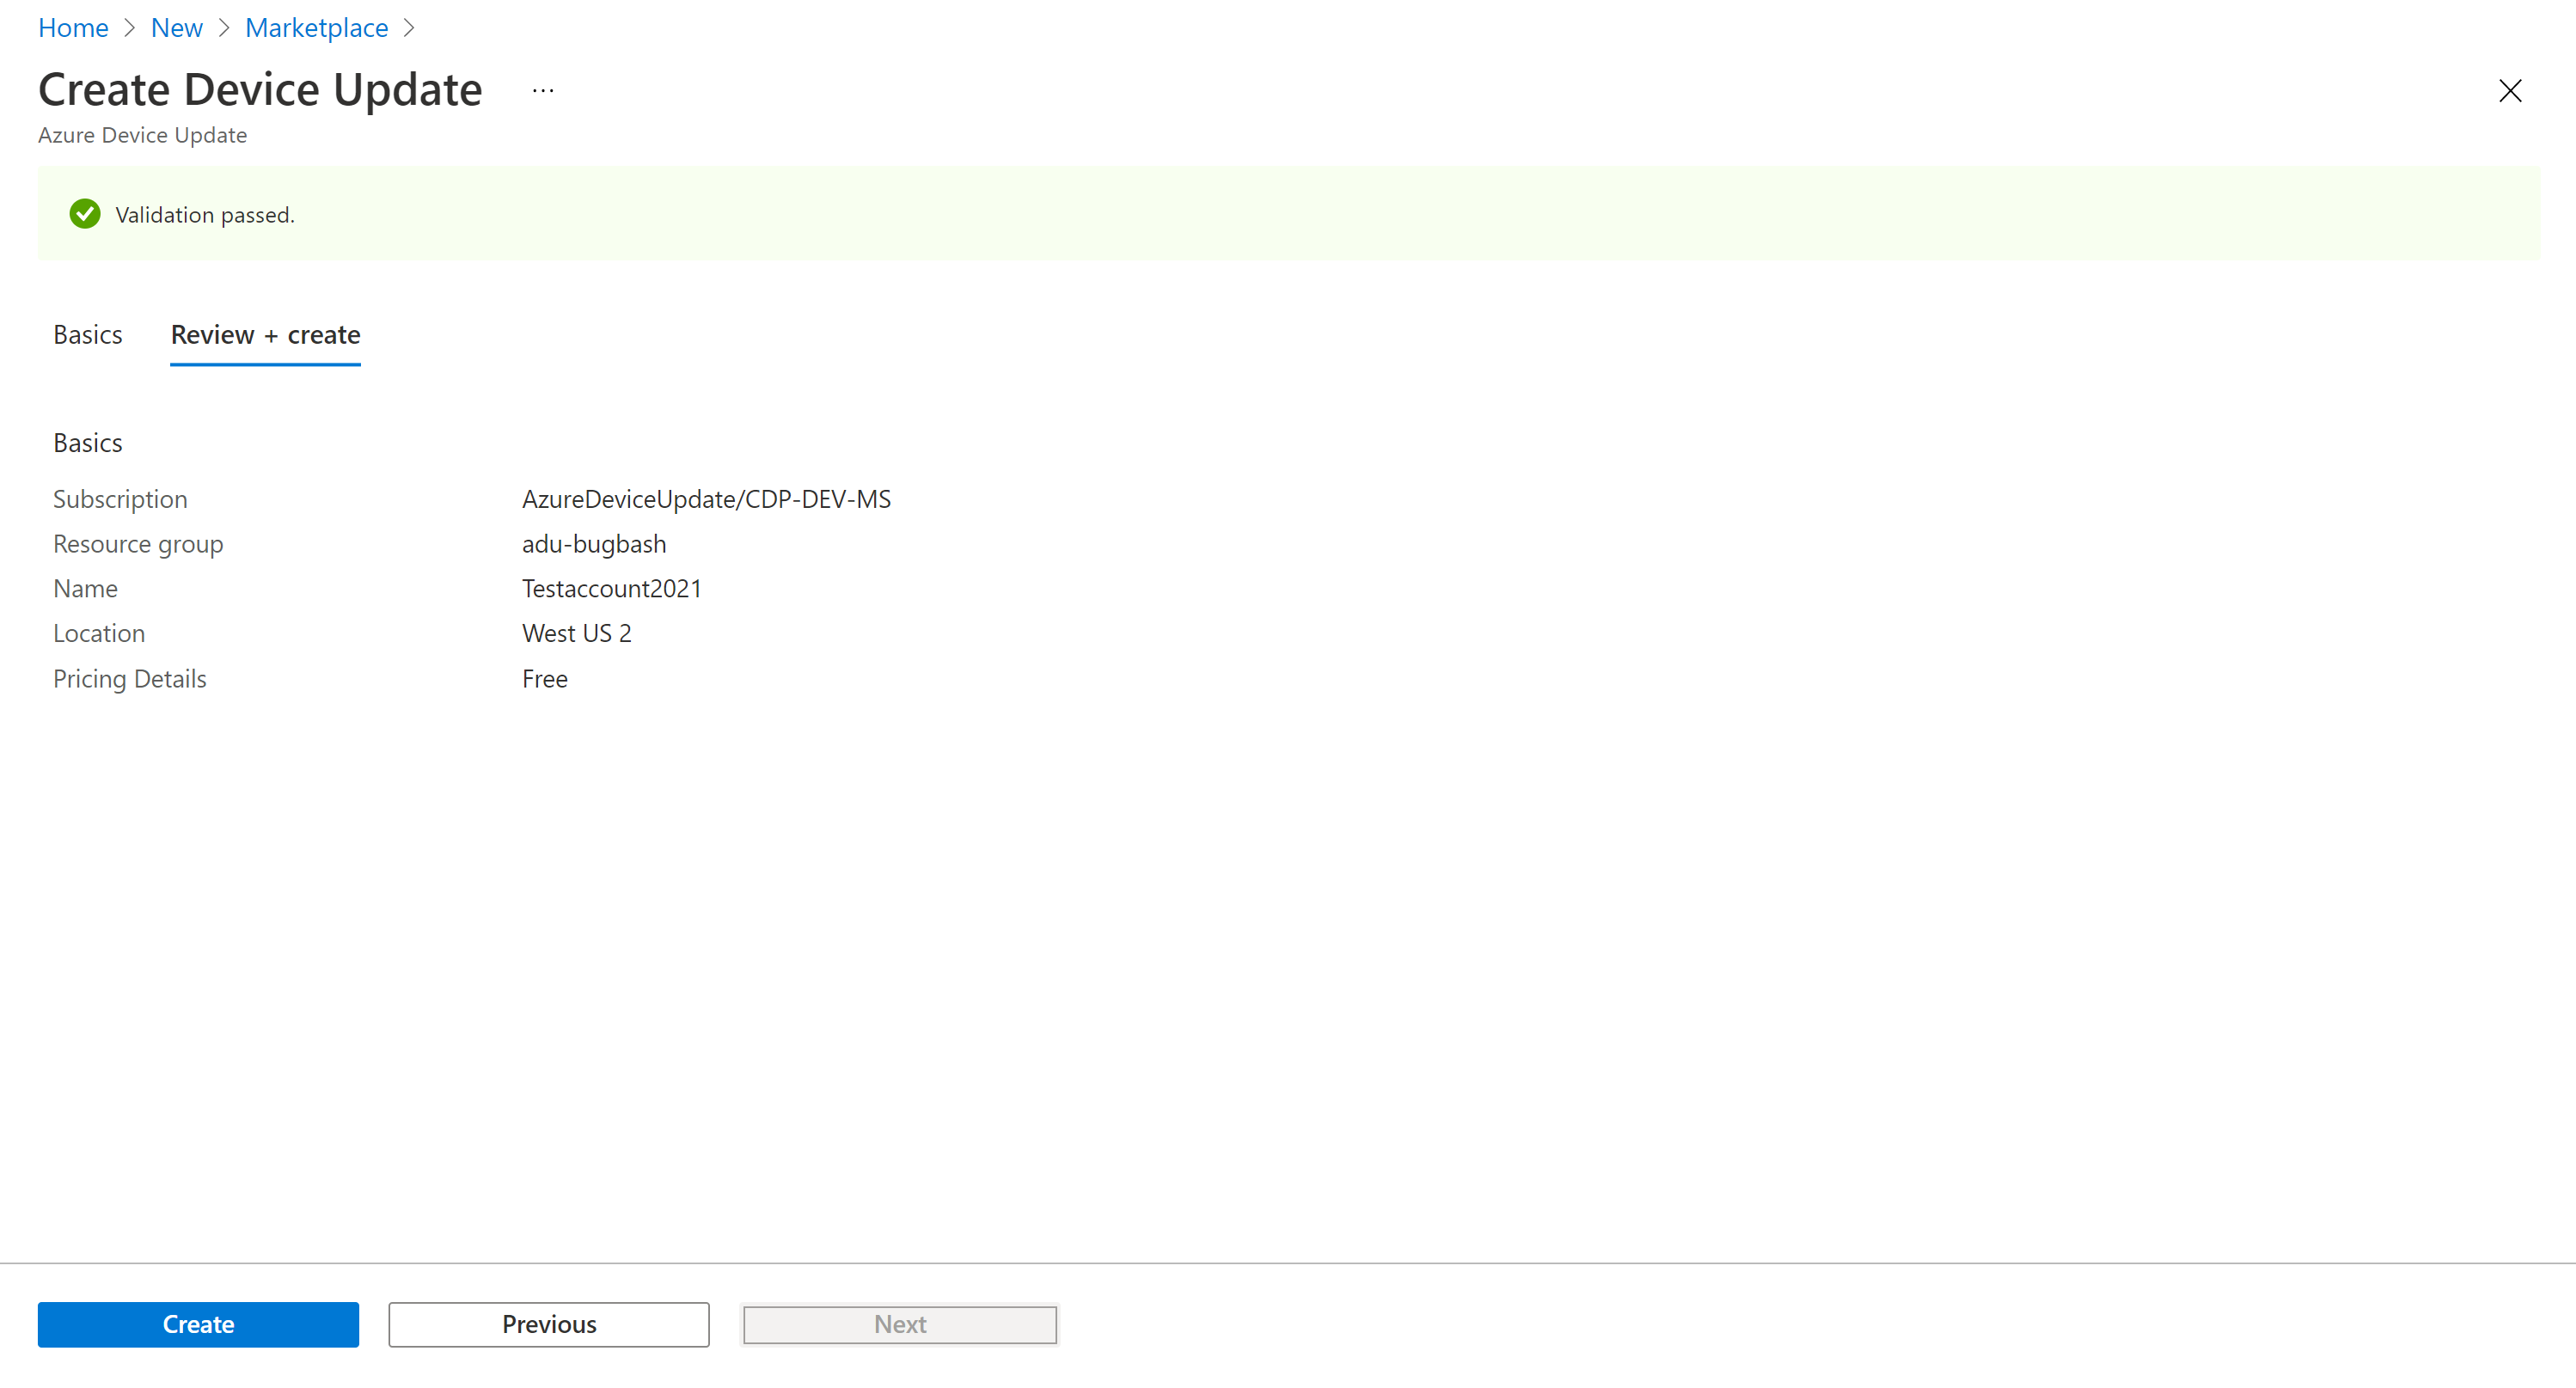 Home > New > Marketplace >
Create Device Update ...
Azure Device Update
Validation passed.
Basics Review + create
Basics
Subscription AzureDeviceUpdate/CDP-DEV-MS
Resource group adu-bugbash
Name Testaccount2021
Location West US 2
Pricing Details Free
Create Previous Next